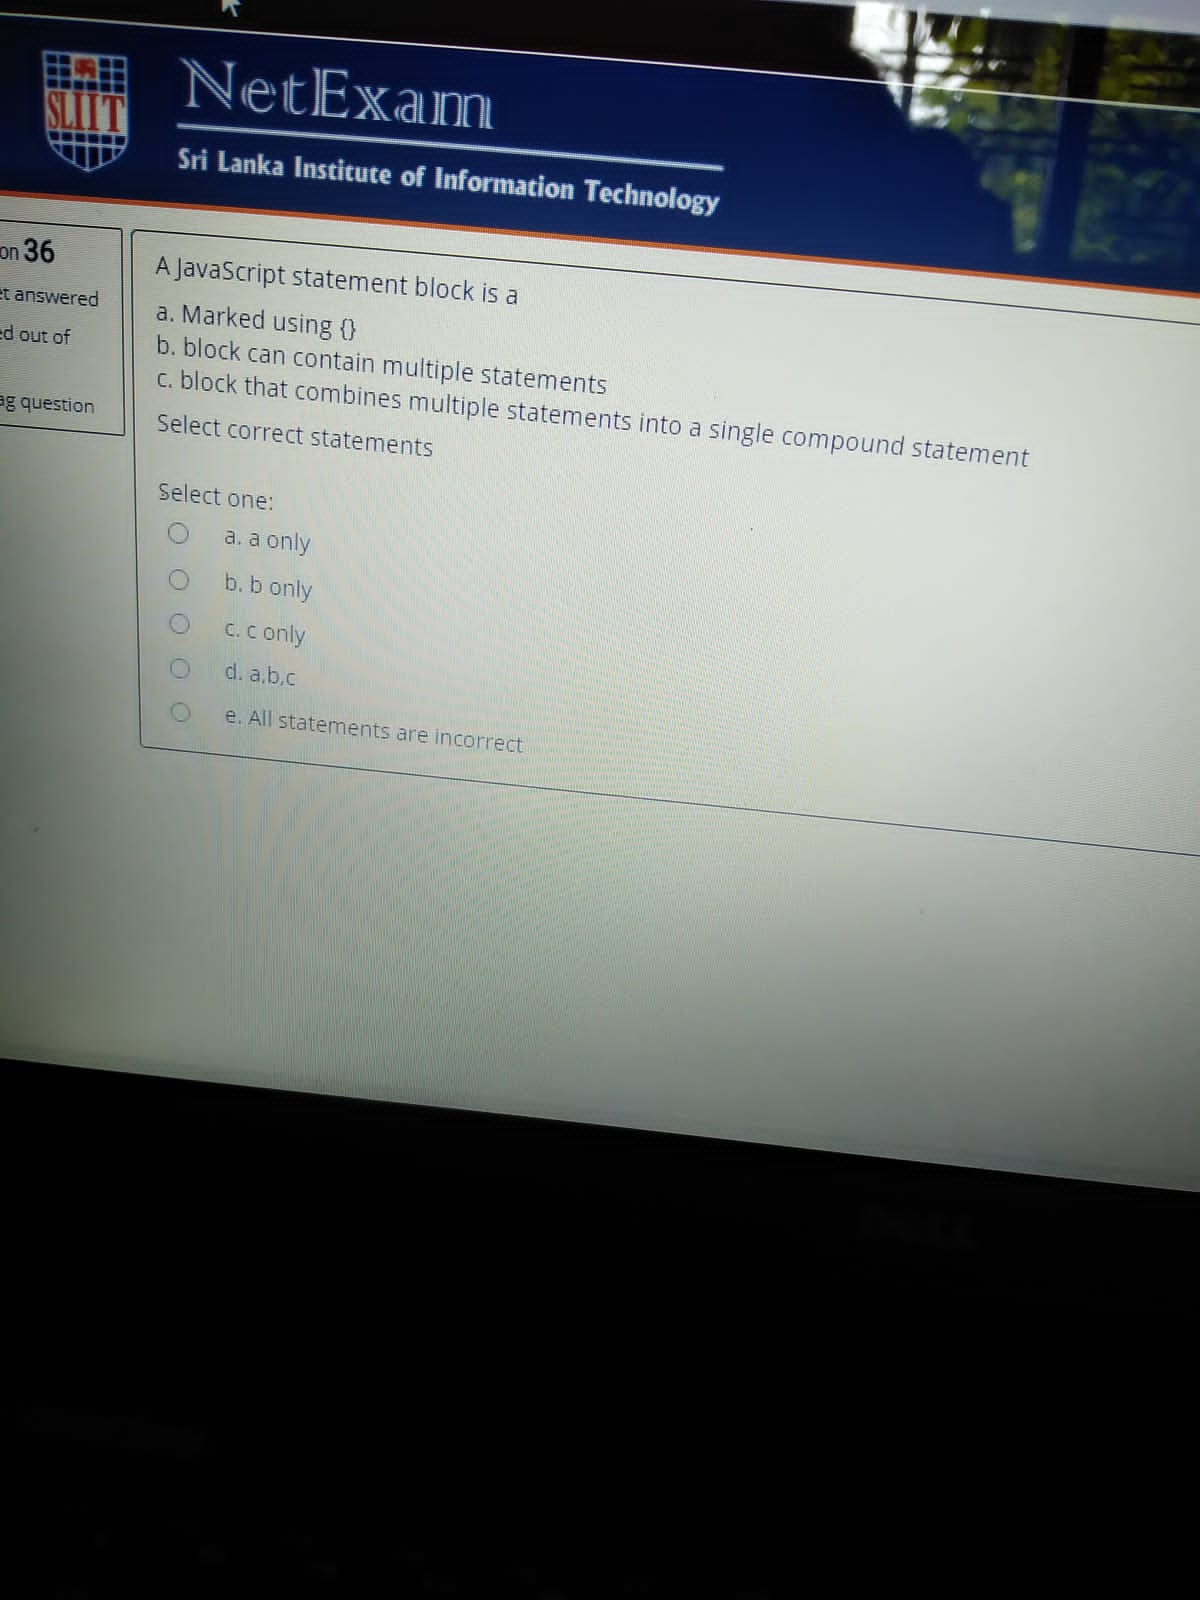 SLIIT
NetExam
Sri Lanka Institute of Information Technology
on 36
et answered
ed out of
ag question
A JavaScript statement block is a
a. Marked using {}
b. block can contain multiple statements
c. block that combines multiple statements into a single compound statement
Select correct statements
Select one:
a. a only
b. b only
c. c only
d. a,b,c
e. All statements are incorrect